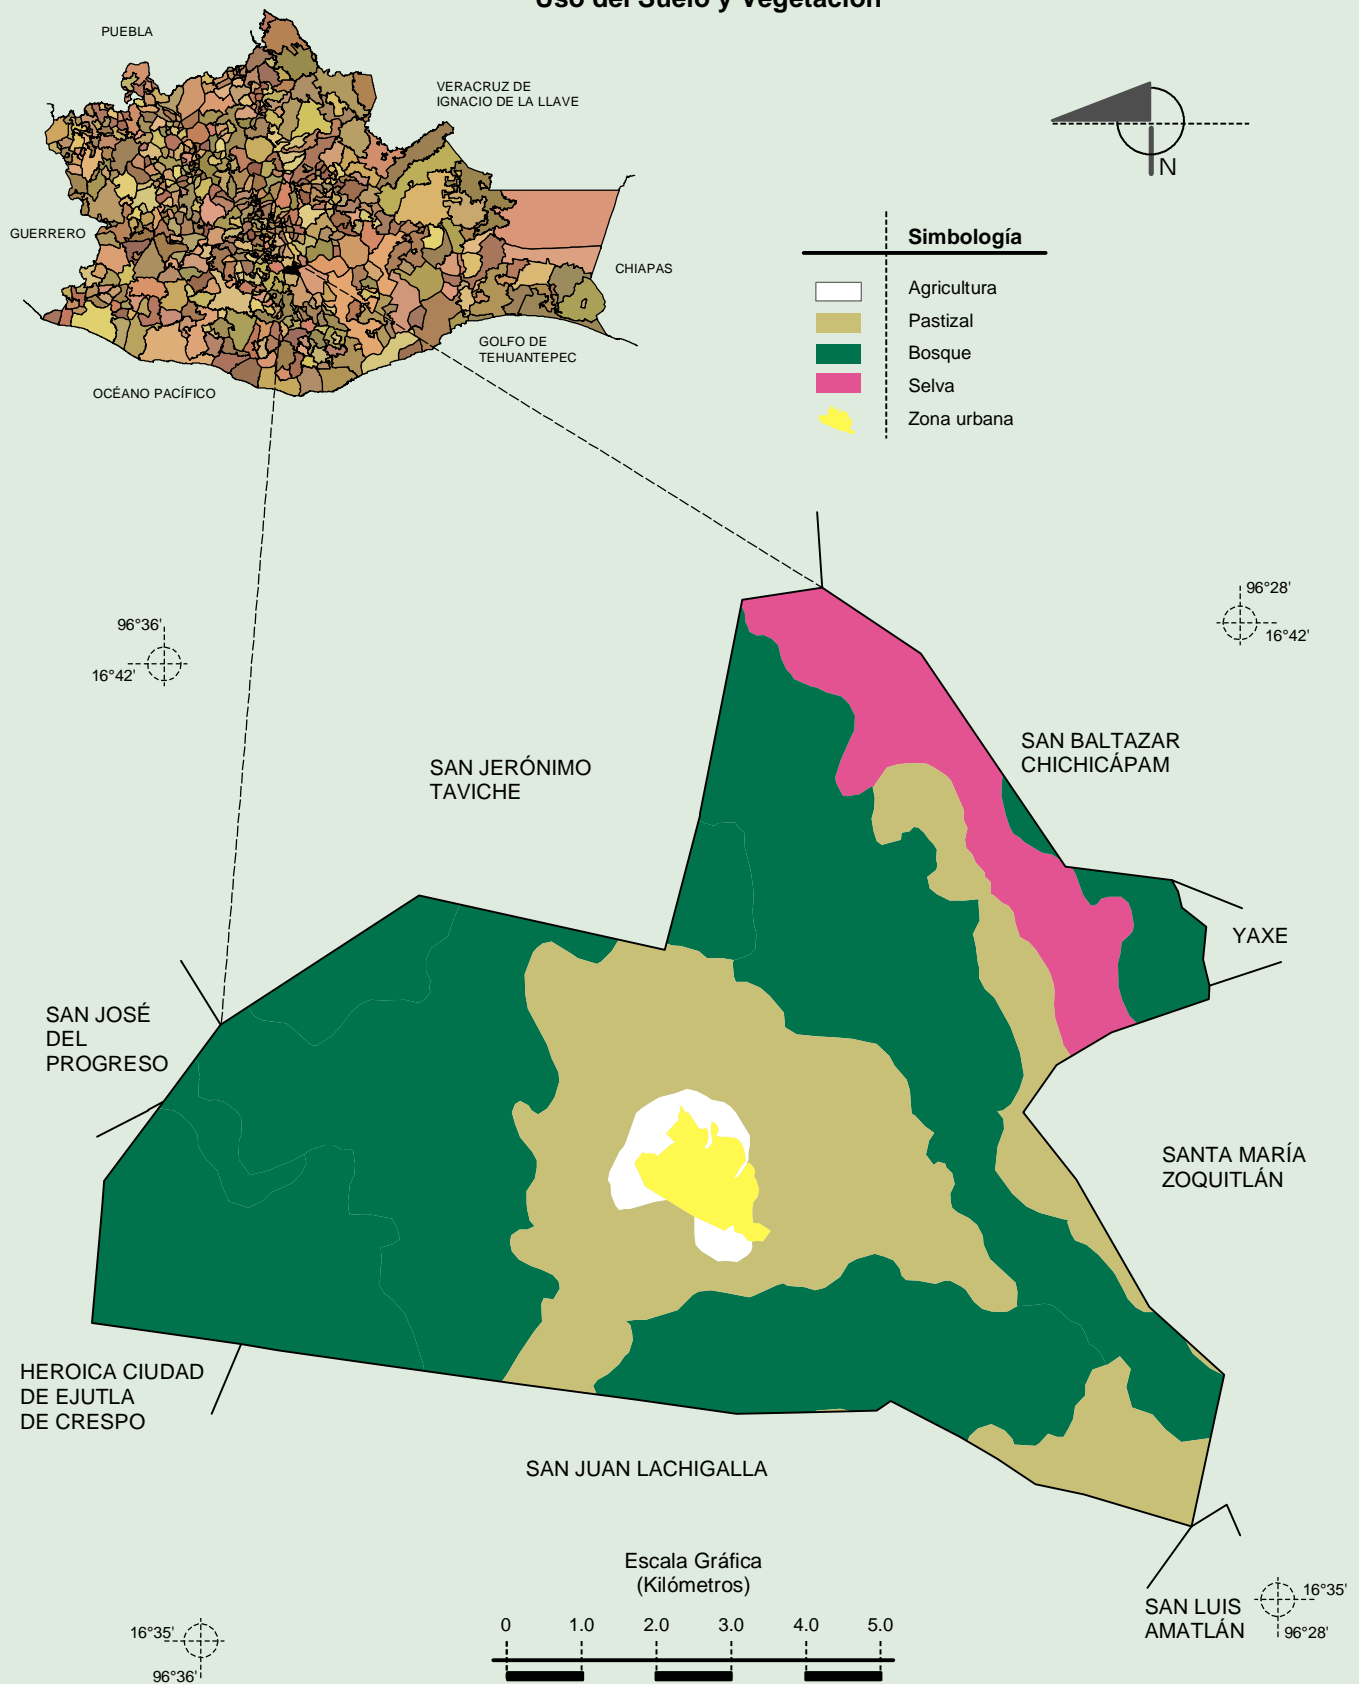 Uso del Suelo y Vegetación
PUEBLA
VERACRUZ DE
IGNACIO DE LA LLAVE
GUERRERO
CHIAPAS
GOLFO DE
TEHUANTEPEC
OCÉANO PACÍFICO
N
Simbología
Agricultura
Pastizal
Bosque
Selva
Zona urbana
96°36'
16°42'
96°28'
16°42'
SAN JERÓNIMO
TAVICHE
SAN BALTAZAR
CHICHICÁPAM
YAXE
SAN JOSÉ
DEL
PROGRESO
SANTA MARÍA
ZOQUITLÁN
HEROICA CIUDAD
DE EJUTLA
DE CRESPO
SAN JUAN LACHIGALLA
SAN LUIS
AMATLÁN
Escala Gráfica
(Kilómetros)
0 1.0 2.0 3.0 4.0 5.0
16°35'
96°36'
16°35'
96°28'